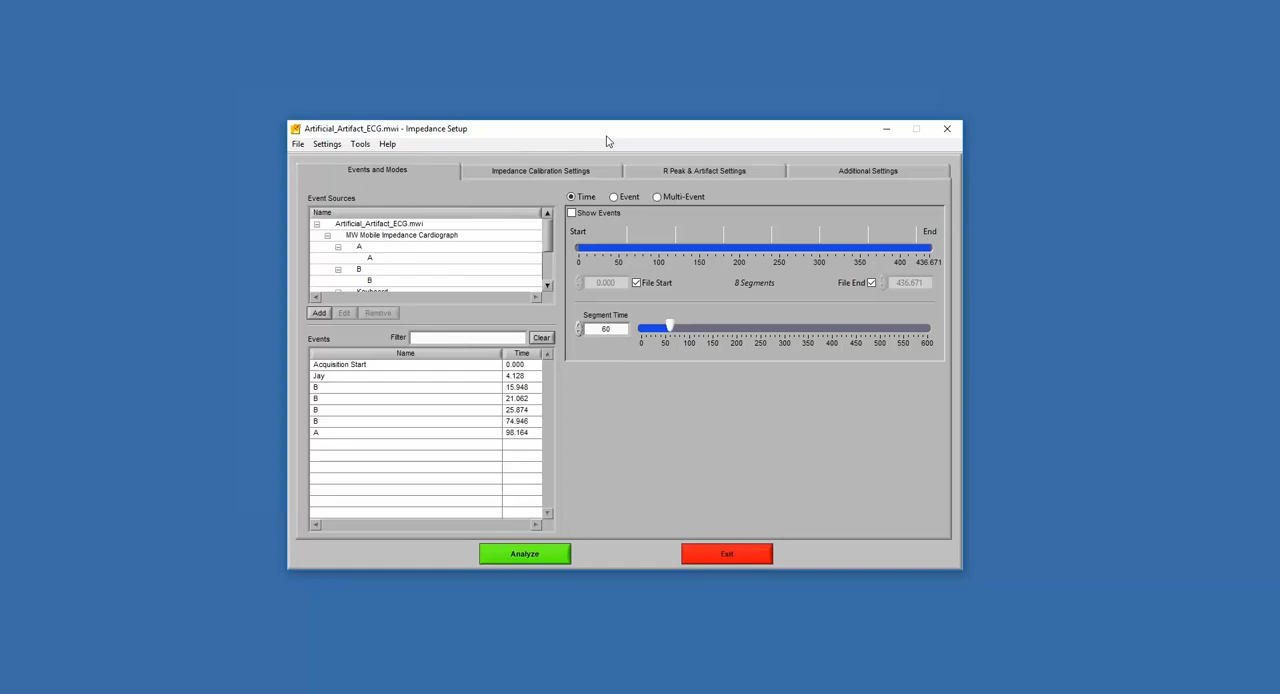 Artificial_Artifact_ECG.mwi - Impedance Setup
File Settings Tools Help
Events and Modes
Impedance Calibration Settings
R Peak & Artifact Settings
Additional Settings
Event Sources
Name
Artificial_Artifact_ECG.mwi
MW Mobile Impedance Cardiograph
A
A
B
B
Add Edit Remove
Events Filter Clear
Name Time
Acquisition Start 0.000
Jay 4.128
B 15.948
B 21.062
B 25.874
B 74.946
A 98.164
Time Event Multi-Event
Show Events
Start End
0 50 100 150 200 250 300 350 400 436.671
0.000 File Start 8 Segments File End 436.671
Segment Time
60
0 50 100 150 200 250 300 350 400 450 500 550 600
Analyze Exit